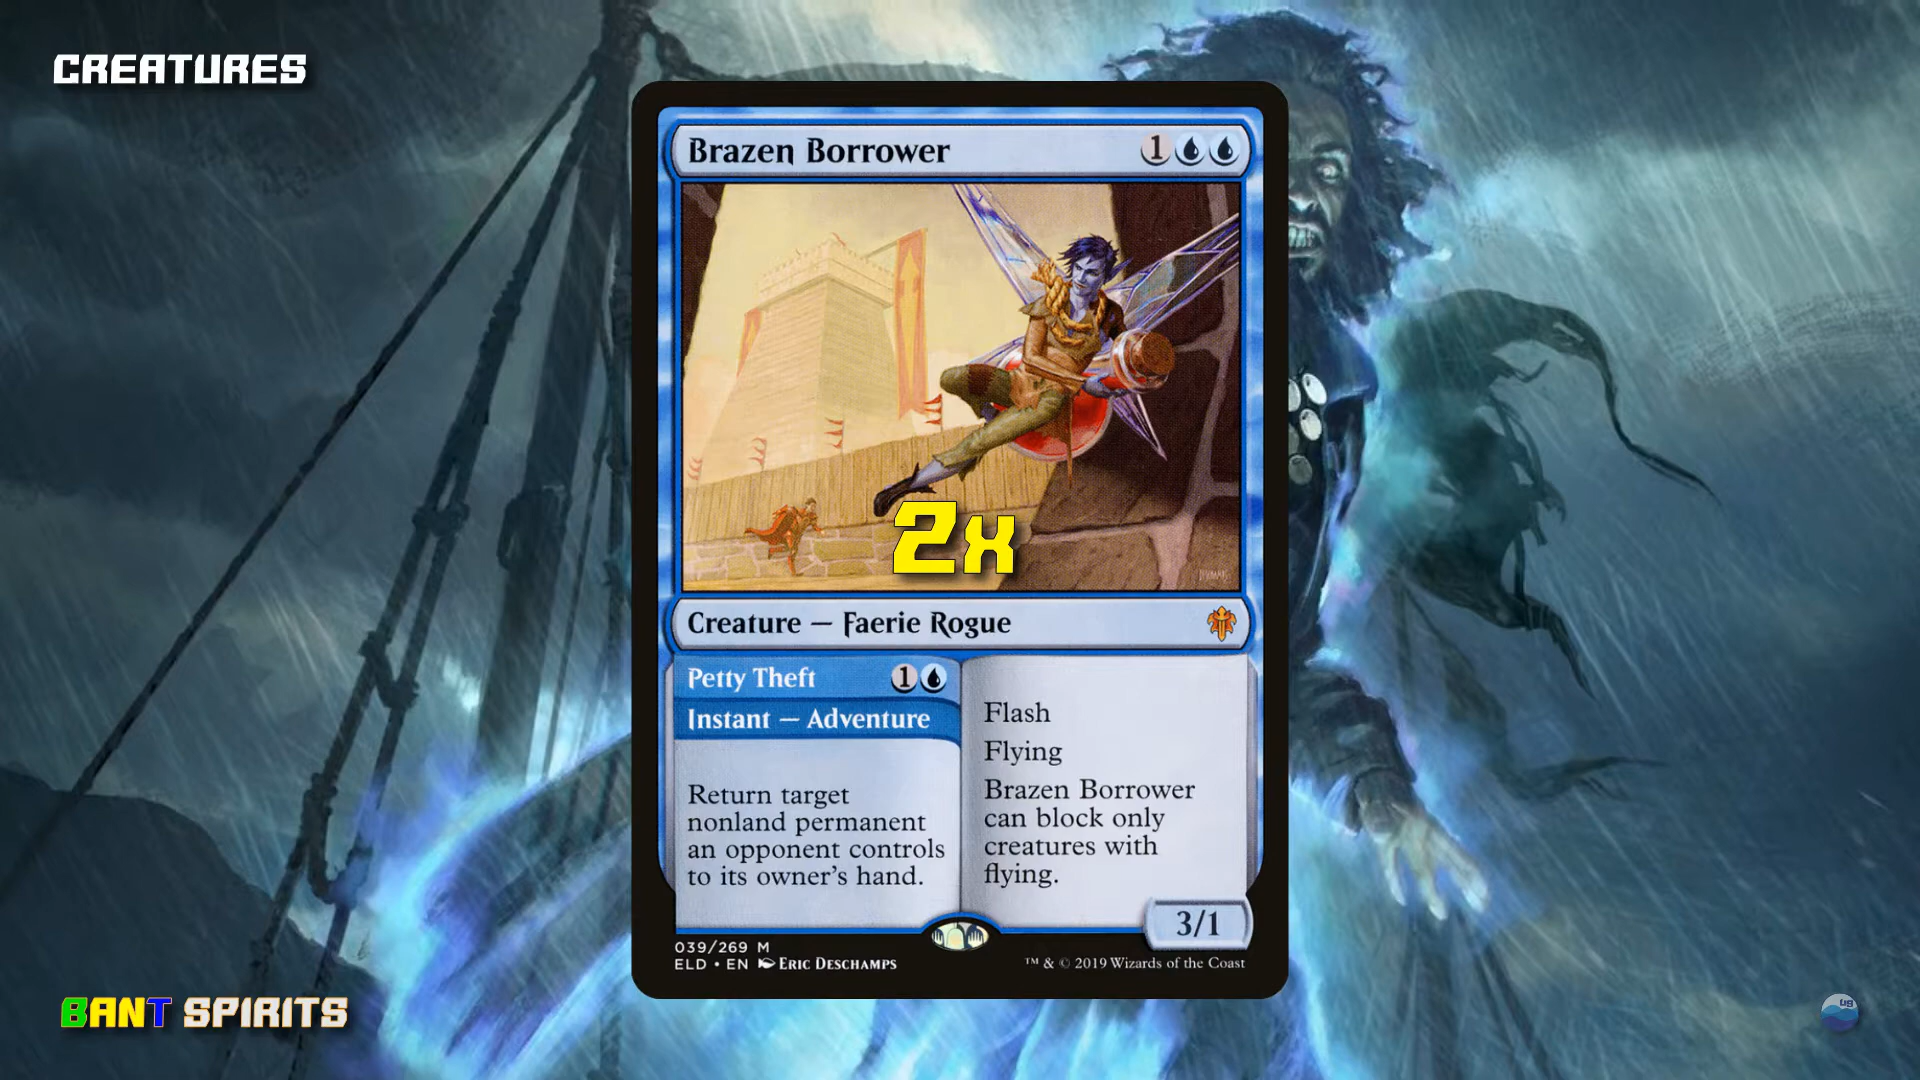 CREATURES
Brazen Borrower 1
2x
Creature — Faerie Rogue
Petty Theft 1
Instant — Adventure
Return target
nonland permanent
an opponent controls
to its owner's hand.
Flash
Flying
Brazen Borrower
can block only
creatures with
flying.
3/1
039/269 M
ELD • EN Eric Deschamps
™ & © 2019 Wizards of the Coast
BANT SPIRITS
ug